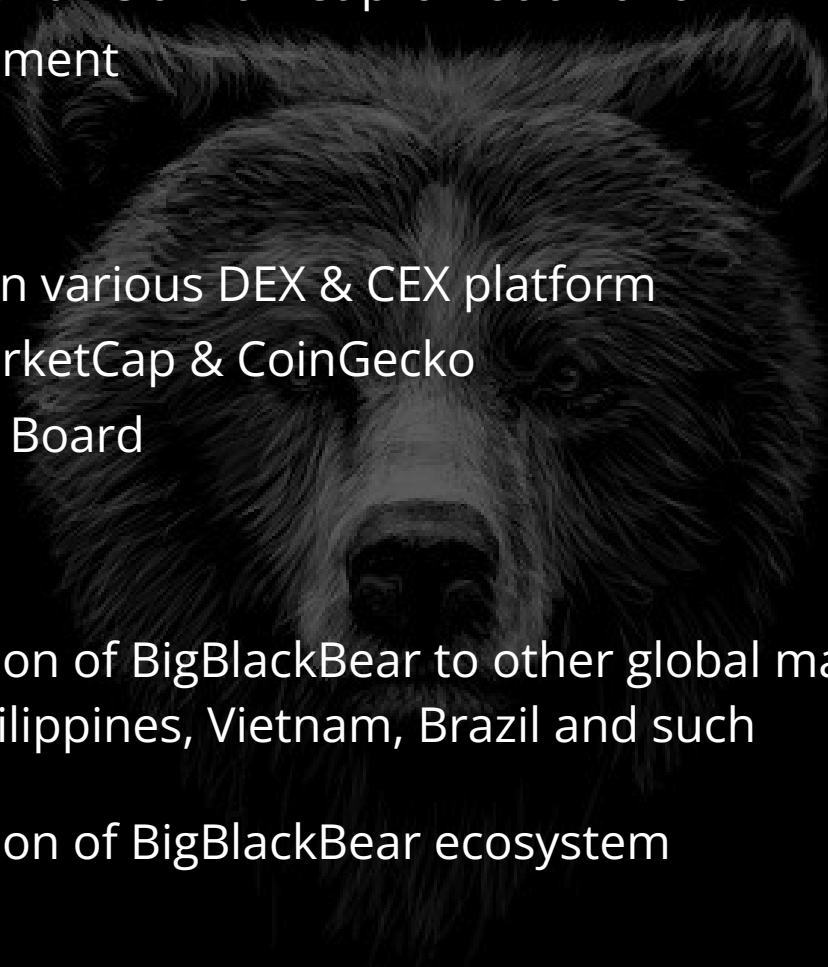 ment
n various DEX & CEX platform
rketCap & CoinGecko
Board
on of BigBlackBear to other global ma
ilippines, Vietnam, Brazil and such
on of BigBlackBear ecosystem